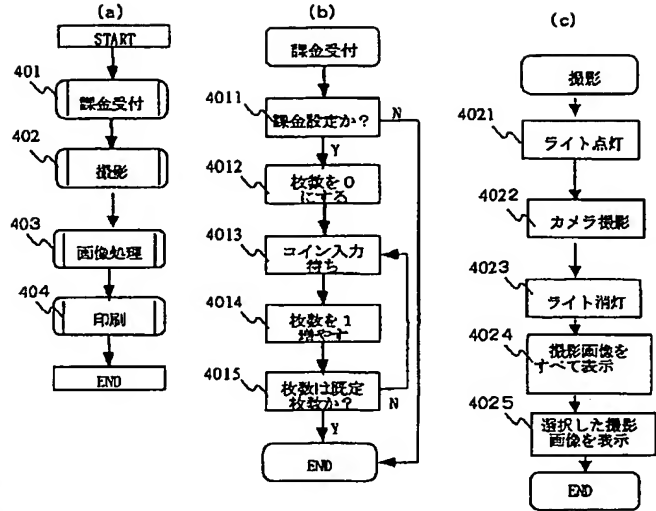 (a)
START
401
課金受付
402
撮影
403
画像処理
404
印刷
END
(b)
課金受付
4011
課金設定か?
N
Y
4012
枚数を0
にする
4013
コイン入力
待ち
4014
枚数を1
増やす
4015
枚数は既定
枚数か?
N
Y
END
(c)
撮影
4021
ライト点灯
4022
カメラ撮影
4023
ライト消灯
4024
撮影画像を
すべて表示
4025
選択した撮影
画像を表示
END